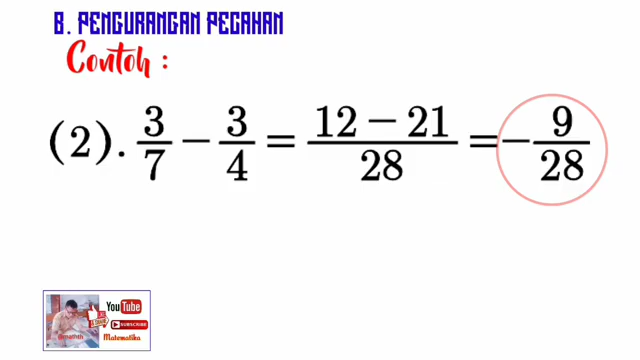 B. PENGURANGAN PECAHAN
Contoh :
(2). 3/7 − 3/4 = (12 − 21)/28 = − 9/28
YouTube
SUBSCRIBE
Matematika